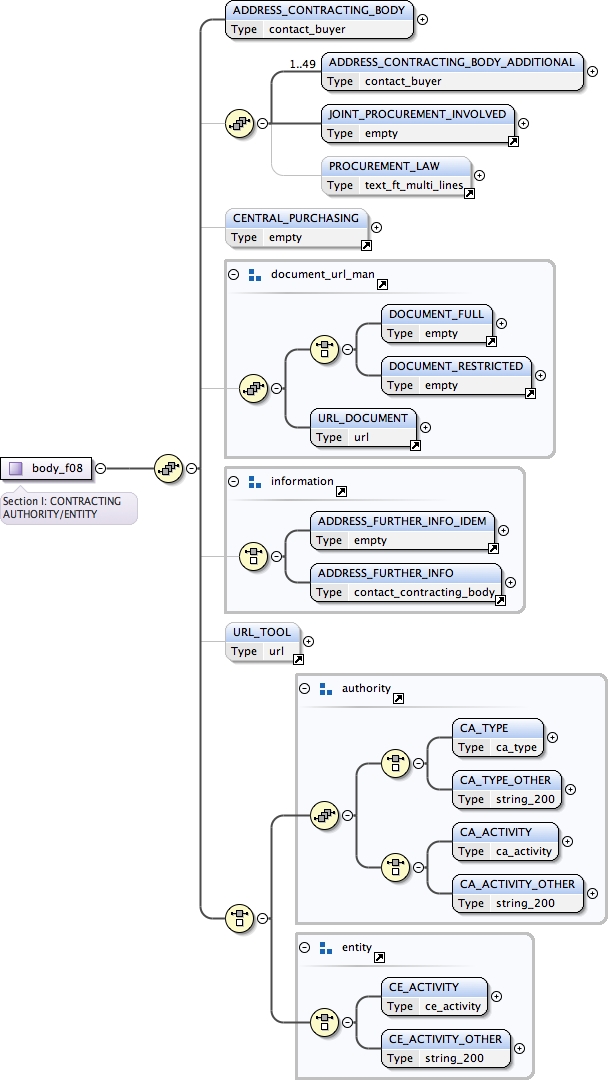 ADDRESS_CONTRACTING_BODY
Type contact_buyer
1..49
ADDRESS_CONTRACTING_BODY_ADDITIONAL
Type contact_buyer
JOINT_PROCUREMENT_INVOLVED
Type empty
PROCUREMENT_LAW
Type text_ft_multi_lines
CENTRAL_PURCHASING
Type empty
document_url_man
DOCUMENT_FULL
Type empty
DOCUMENT_RESTRICTED
Type empty
URL_DOCUMENT
Type url
body_f08
Section I: CONTRACTING
AUTHORITY/ENTITY
information
ADDRESS_FURTHER_INFO_IDEM
Type empty
ADDRESS_FURTHER_INFO
Type contact_contracting_body
URL_TOOL
Type url
authority
CA_TYPE
Type ca_type
CA_TYPE_OTHER
Type string_200
CA_ACTIVITY
Type ca_activity
CA_ACTIVITY_OTHER
Type string_200
entity
CE_ACTIVITY
Type ce_activity
CE_ACTIVITY_OTHER
Type string_200